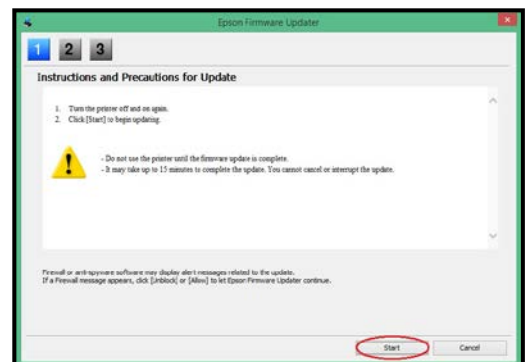 Epson Firmware Updater
1 2 3
Instructions and Precautions for Update
1. Turn the printer off and on again.
2. Click [Start] to begin updating.
- Do not use the printer until the firmware update is complete.
- It may take up to 15 minutes to complete the update. You cannot cancel or interrupt the update.
Firewall or anti-spyware software may display alert messages related to the update.
If a Firewall message appears, click [Unblock] or [Allow] to let Epson Firmware Updater continue.
Start Cancel